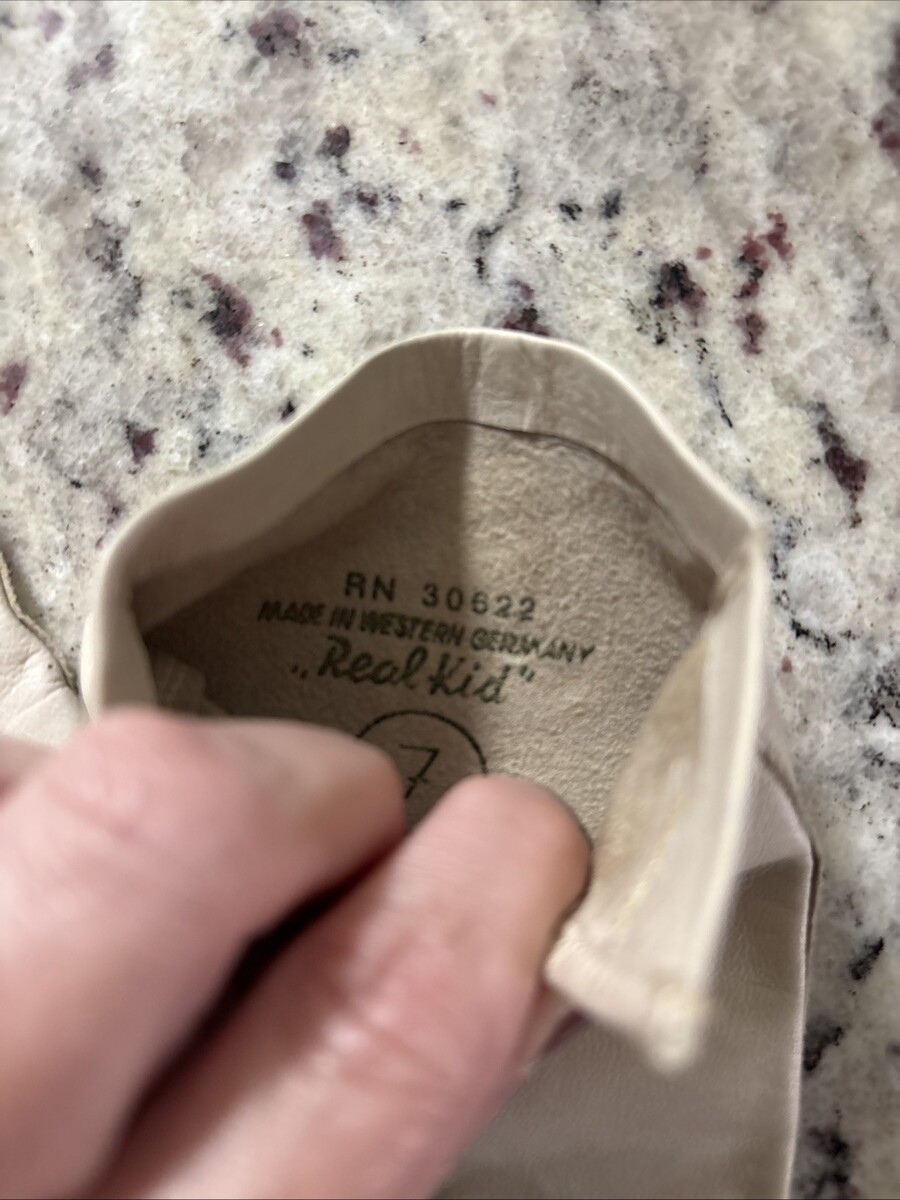 RN 30622
MADE IN WESTERN GERMANY
„Real Kid"
7